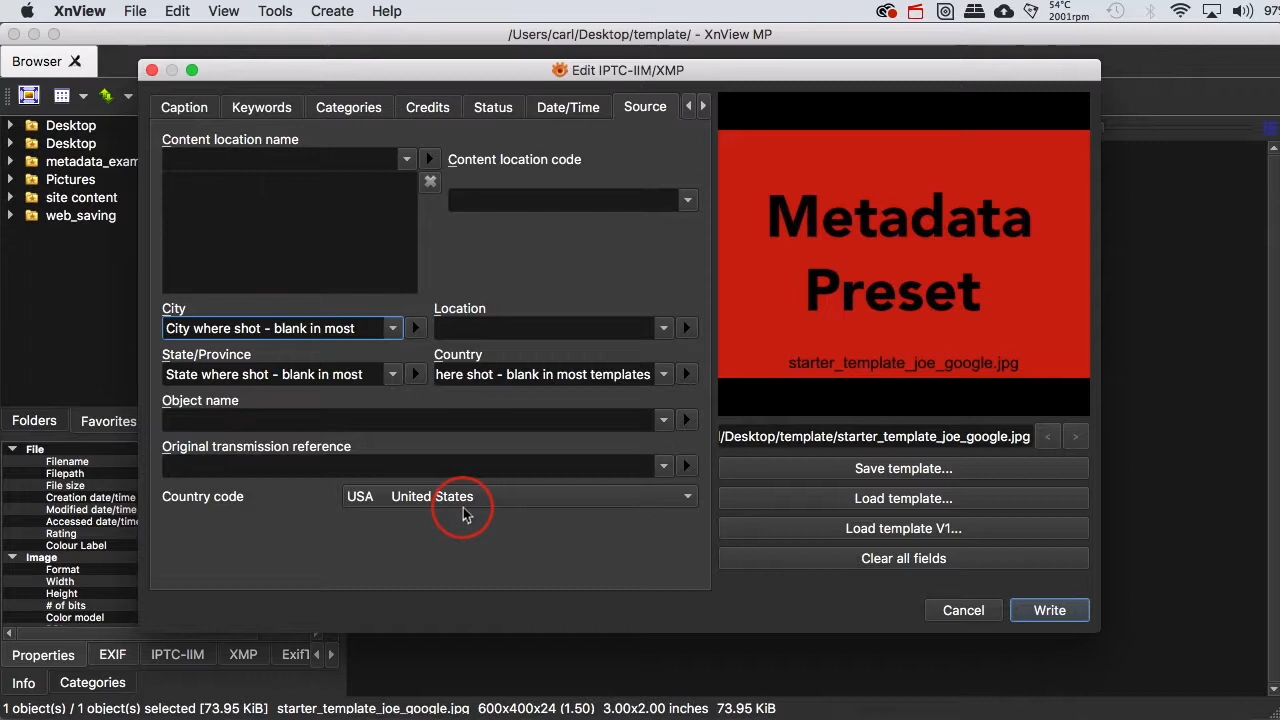 XnView File Edit View Tools Create Help
54°C
2001rpm
97%
/Users/carl/Desktop/template/ - XnView MP
Browser
Edit IPTC-IIM/XMP
Caption Keywords Categories Credits Status Date/Time Source
Desktop
Desktop
metadata_exam
Pictures
site content
web_saving
Content location name
Content location code
City
Location
City where shot - blank in most
State/Province
Country
State where shot - blank in most
here shot - blank in most templates
Object name
Original transmission reference
Country code
USA United States
Metadata
Preset
starter_template_joe_google.jpg
l/Desktop/template/starter_template_joe_google.jpg
Save template...
Load template...
Load template V1...
Clear all fields
Cancel
Write
Folders Favorites
File
Filename
Filepath
File size
Creation date/time
Modified date/time
Accessed date/time
Rating
Colour Label
Image
Format
Width
Height
# of bits
Color model
Properties EXIF IPTC-IIM XMP ExifT
Info Categories
1 object(s) / 1 object(s) selected [73.95 KiB] starter_template_joe_google.jpg 600x400x24 (1.50) 3.00x2.00 inches 73.95 KiB